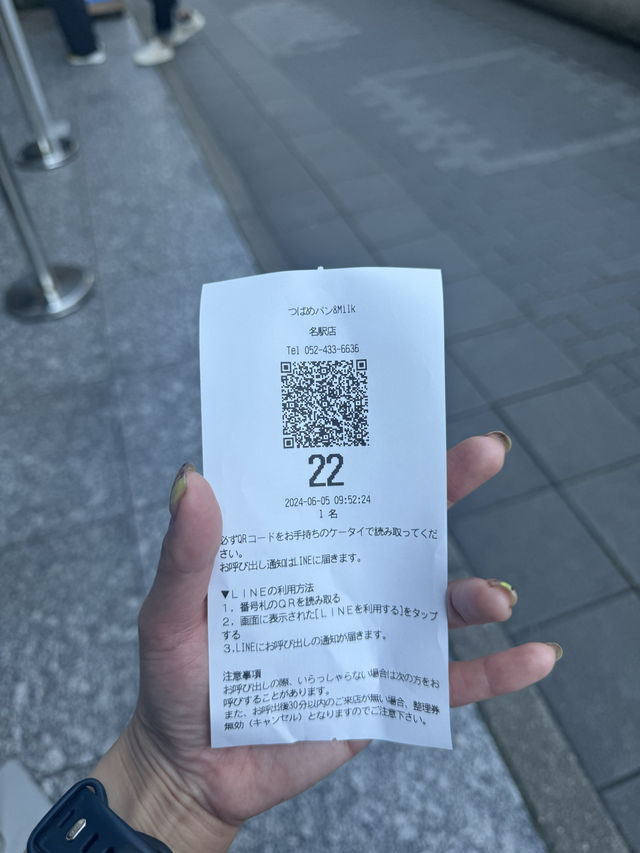 つばめパン&Milk
名駅店
Tel 052-433-6636
22
2024-06-05 09:52:24
1 名
必ずQRコードをお手持ちのケータイで読み取ってくだ
さい。
お呼び出し通知はLINEに届きます。
▼LINEの利用方法
1. 番号札のQRを読み取る
2. 画面に表示された[LINEを利用する]をタップ
する
3.LINEにお呼び出しの通知が届きます。
注意事項
お呼び出しの際、いらっしゃらない場合は次の方をお
呼びすることがあります。
また、お呼出後30分以内のご来店が無い場合、整理券
無効（キャンセル）となりますのでご注意下さい。